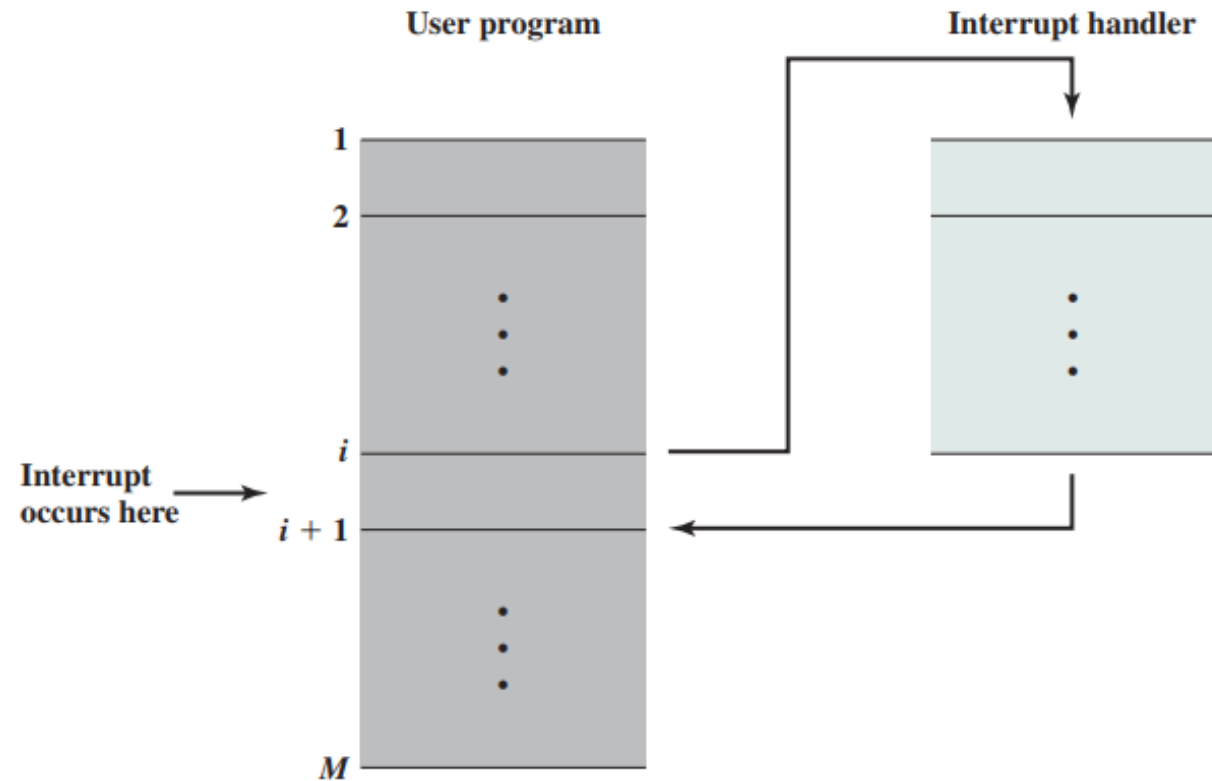 User program
Interrupt handler
1
2
i
Interrupt
occurs here
i + 1
M